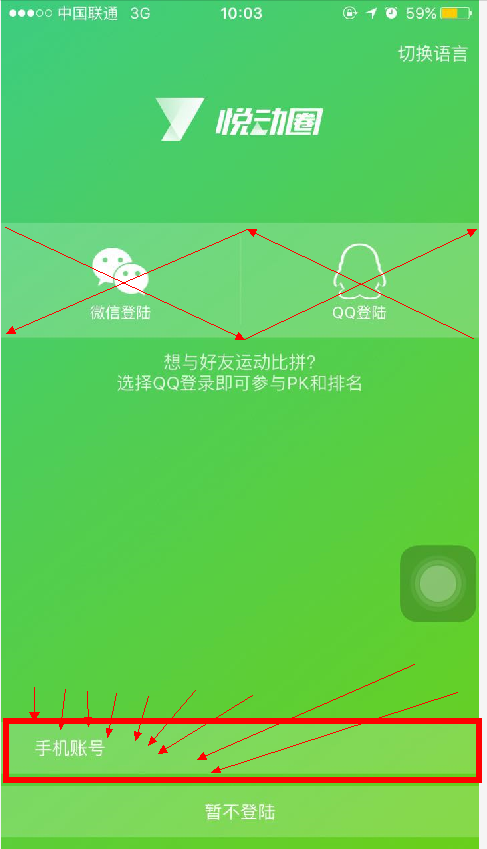 中国联通 3G 10:03 59%
切换语言
悦动圈
微信登陆 QQ登陆
想与好友运动比拼?
选择QQ登录即可参与PK和排名
手机账号
暂不登陆